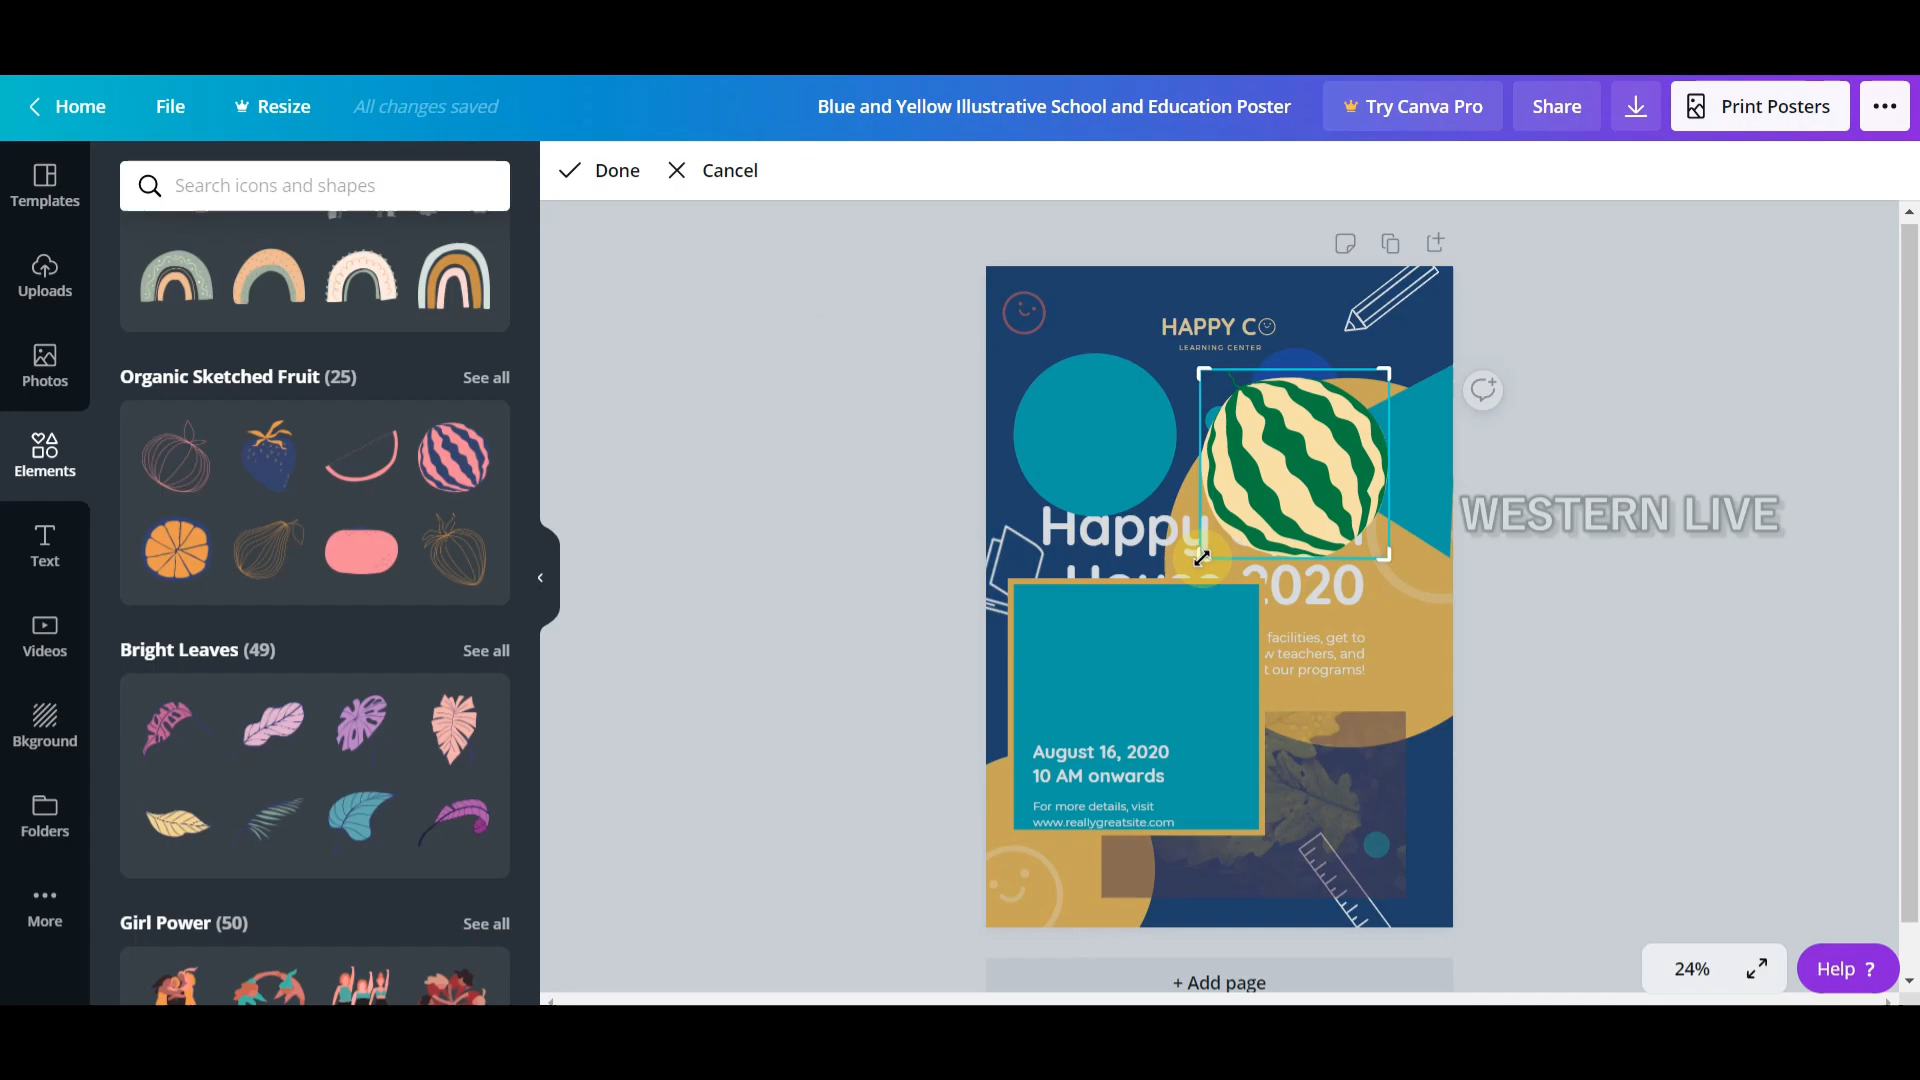 Home
File
Resize
All changes saved
Blue and Yellow Illustrative School and Education Poster
Try Canva Pro
Share
Print Posters
Templates
Uploads
Photos
Elements
Text
Videos
Bkground
Folders
More
Search icons and shapes
Organic Sketched Fruit (25)
See all
Bright Leaves (49)
See all
Girl Power (50)
See all
Done
Cancel
HAPPY CO
LEARNING CENTER
Happy
2020
facilities, get to
teachers, and
our programs!
August 16, 2020
10 AM onwards
For more details, visit
www.reallygreatsite.com
WESTERN LIVE
+ Add page
24%
Help ?